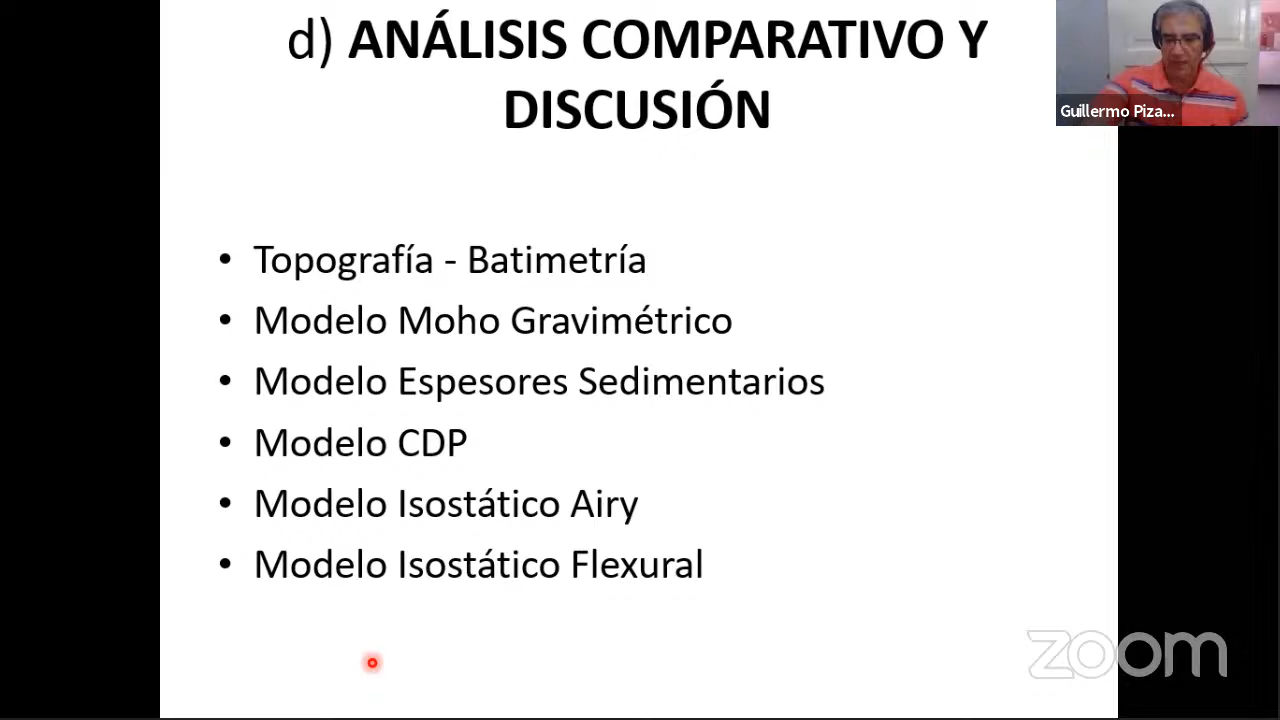 d) ANÁLISIS COMPARATIVO Y
DISCUSIÓN
Guillermo Piza...
• Topografía - Batimetría
• Modelo Moho Gravimétrico
• Modelo Espesores Sedimentarios
• Modelo CDP
• Modelo Isostático Airy
• Modelo Isostático Flexural
zoom